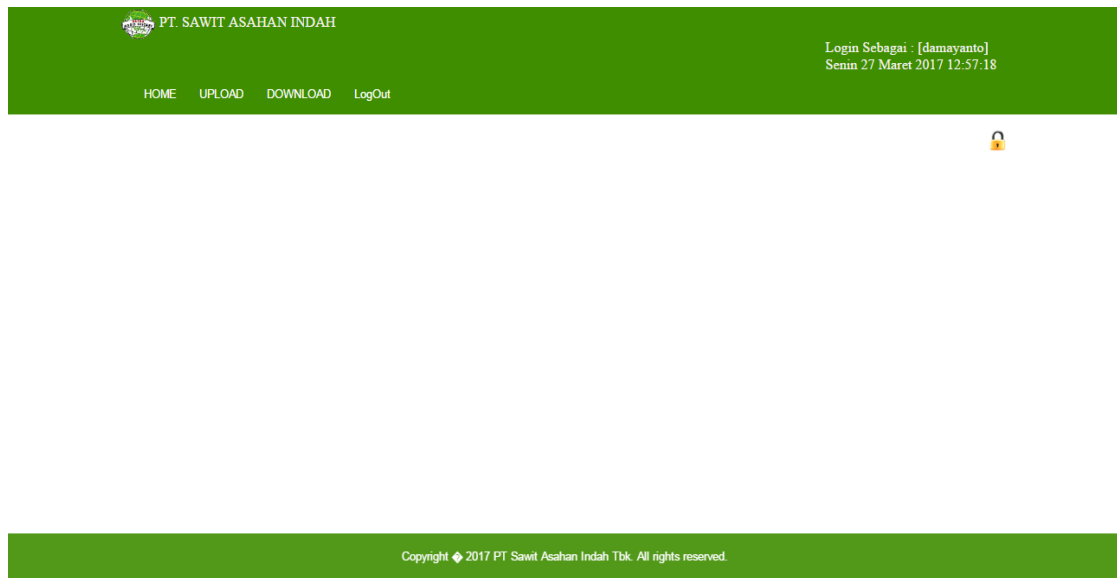 PT. SAWIT ASAHAN INDAH
Login Sebagai : [damayanto]
Senin 27 Maret 2017 12:57:18
HOME UPLOAD DOWNLOAD LogOut
Copyright � 2017 PT Sawit Asahan Indah Tbk. All rights reserved.